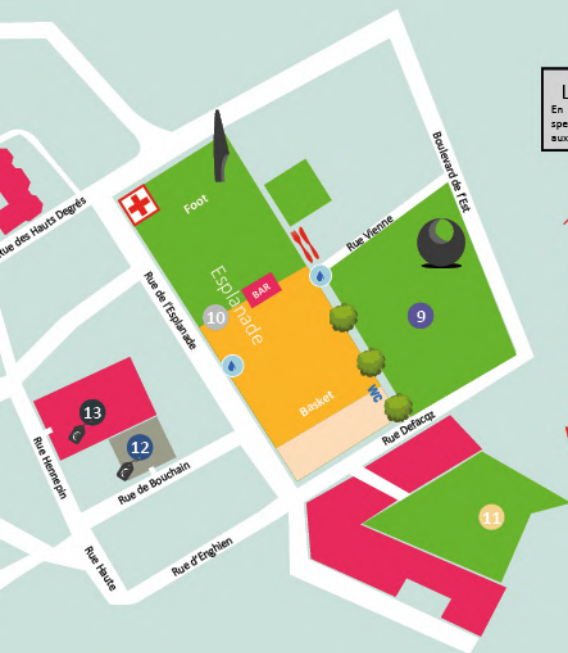 L
En
spe
aux
Boulevard de l'Est
Foot
Rue des Hauts Degrés
Rue Vienne
Rue de l'Esplanade
Esplanade
BAR
10
9
13
Basket
WC
Rue Defacqz
12
Rue Hennepin
Rue de Bouchain
11
Rue d'Enghien
Rue Haute